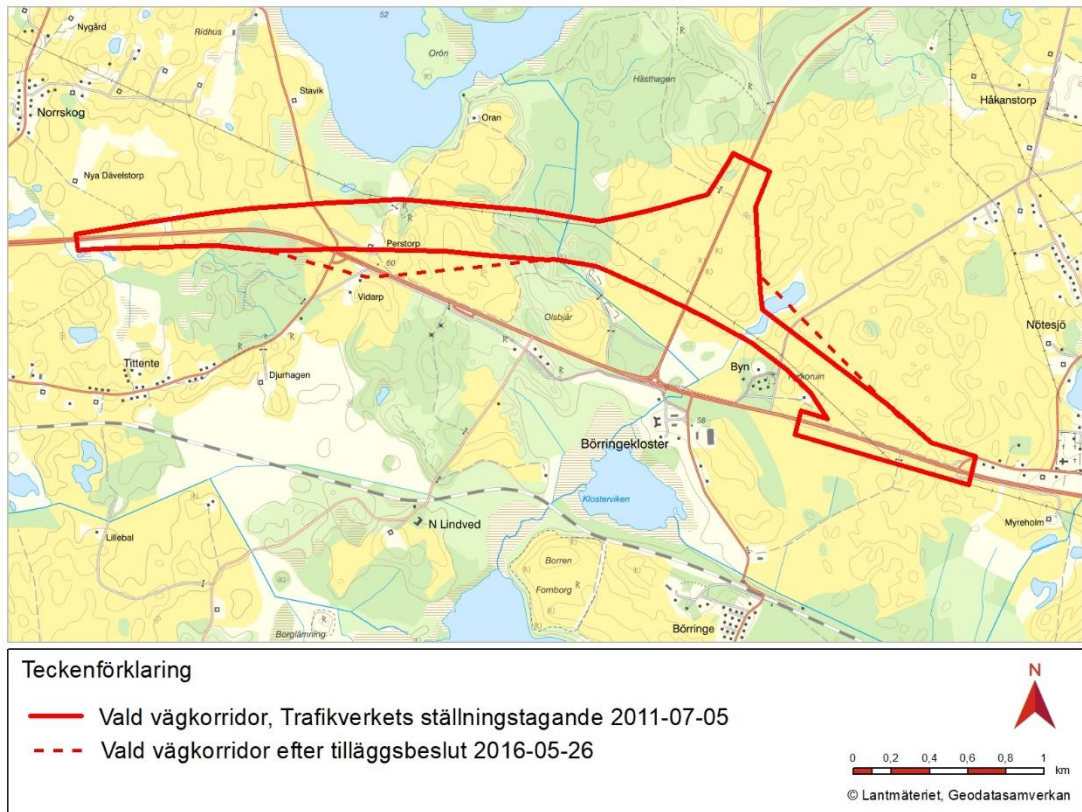 Nygård
Ridhua
52
Orön
R
Stavik
Hästhagen
Norrskog
Oran
Håkanstorp
Nya Dävelstorp
R
Perstorp
60
Vidarp
Olsbjär
R
Nötesjö
Tittente
Djurhagen
Byn
58
Börringekloster
Klosterviken
N Lindved
Myreholm
Lillebal
Borren
R
Fornborg
Borglämning
R
Börringe
Teckenförklaring
N
Vald vägkorridor, Trafikverkets ställningstagande 2011-07-05
Vald vägkorridor efter tilläggsbeslut 2016-05-26
0 0,2 0,4 0,6 0,8 1
km
© Lantmäteriet, Geodatasamverkan